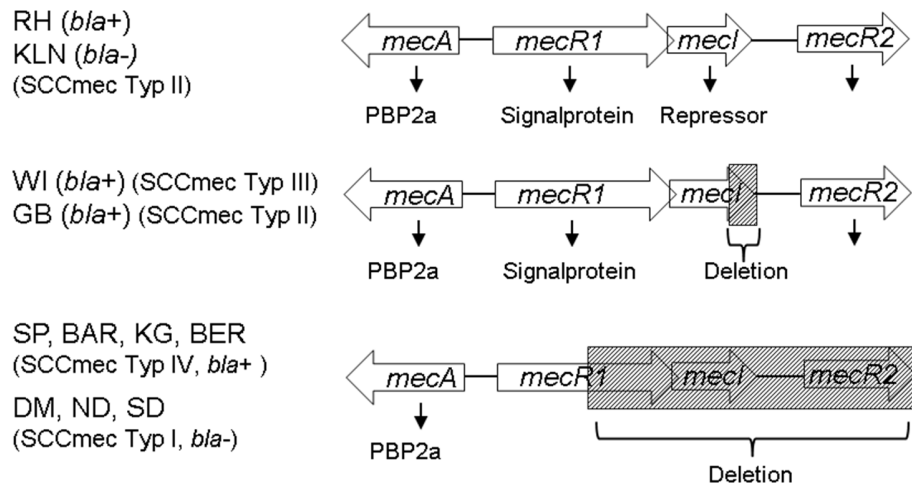 RH (bla+)
KLN (bla-)
(SCCmec Typ II)
mecA mecR1 mecI mecR2
PBP2a Signalprotein Repressor
WI (bla+) (SCCmec Typ III)
GB (bla+) (SCCmec Typ II)
mecA mecR1 mecI mecR2
PBP2a Signalprotein Deletion
SP, BAR, KG, BER
(SCCmec Typ IV, bla+ )
DM, ND, SD
(SCCmec Typ I, bla-)
mecA mecR1 mecI mecR2
PBP2a
Deletion